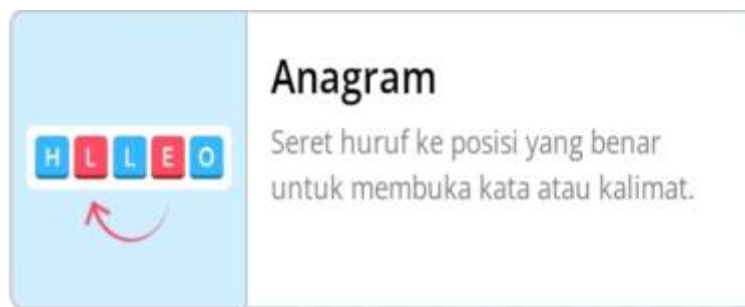 H L L E O
Anagram
Seret huruf ke posisi yang benar
untuk membuka kata atau kalimat.